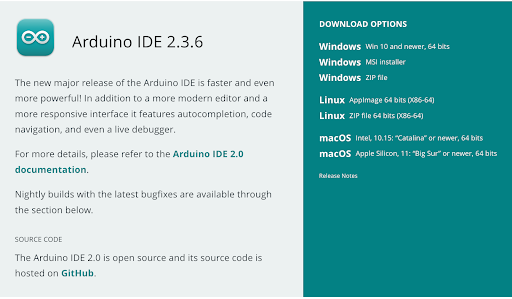 Arduino IDE 2.3.6
The new major release of the Arduino IDE is faster and even
more powerful! In addition to a more modern editor and a
more responsive interface it features autocompletion, code
navigation, and even a live debugger.
For more details, please refer to the Arduino IDE 2.0
documentation.
Nightly builds with the latest bugfixes are available through
the section below.
SOURCE CODE
The Arduino IDE 2.0 is open source and its source code is
hosted on GitHub.
DOWNLOAD OPTIONS
Windows Win 10 and newer, 64 bits
Windows MSI installer
Windows ZIP file
Linux AppImage 64 bits (X86-64)
Linux ZIP file 64 bits (X86-64)
macOS Intel, 10.15: “Catalina” or newer, 64 bits
macOS Apple Silicon, 11: “Big Sur” or newer, 64 bits
Release Notes